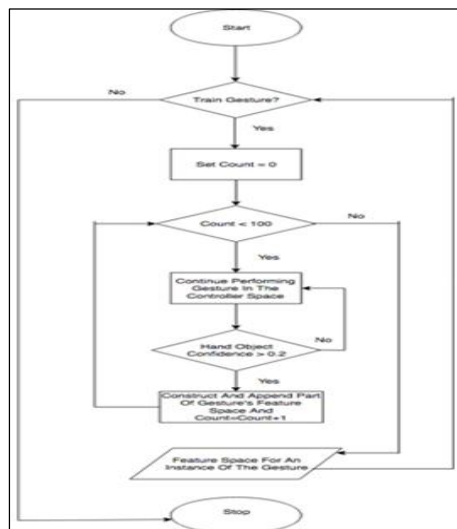 Start
No
Train Gesture?
Yes
Set Count = 0
Count < 100
No
Yes
Continue Performing
Gesture In The
Controller Space
Hand Object
Confidence > 0.2
No
Yes
Construct And Append Part
Of Gesture's Feature
Space And
Count=Count+1
Feature Space For An
Instance Of The Gesture
Stop